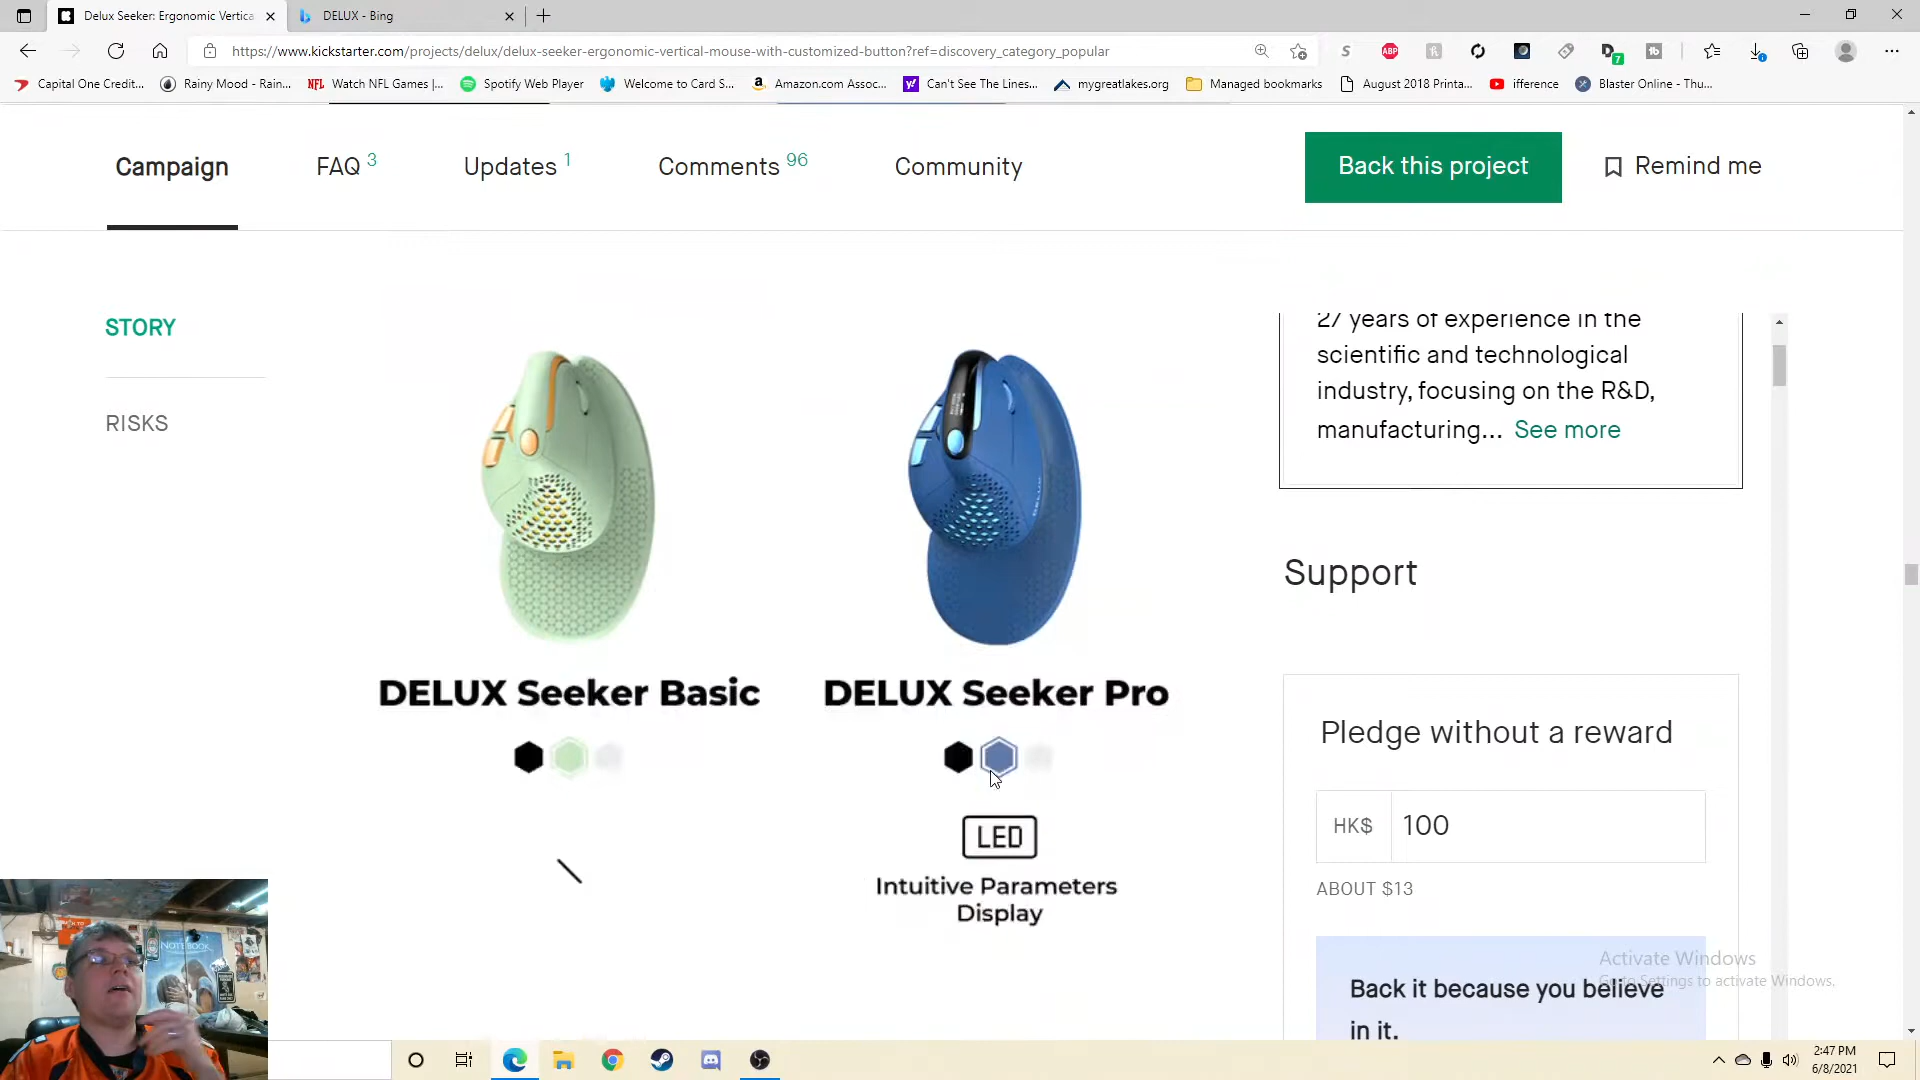 Delux Seeker: Ergonomic Vertica
DELUX - Bing
https://www.kickstarter.com/projects/delux/delux-seeker-ergonomic-vertical-mouse-with-customized-button?ref=discovery_category_popular
ABP
7
Capital One Credit...
Rainy Mood - Rain...
NFL Watch NFL Games |...
Spotify Web Player
Welcome to Card S...
Amazon.com Assoc...
Can't See The Lines...
mygreatlakes.org
Managed bookmarks
August 2018 Printa...
ifference
Blaster Online - Thu...
Campaign
FAQ 3
Updates 1
Comments 96
Community
Back this project
Remind me
STORY
RISKS
27 years of experience in the
scientific and technological
industry, focusing on the R&D,
manufacturing... See more
Support
DELUX Seeker Basic
DELUX Seeker Pro
LED
Intuitive Parameters
Display
Pledge without a reward
HK$ 100
ABOUT $13
Back it because you believe
in it.
Activate Windows
Go to Settings to activate Windows.
NOTEBOOK
2:47 PM
6/8/2021